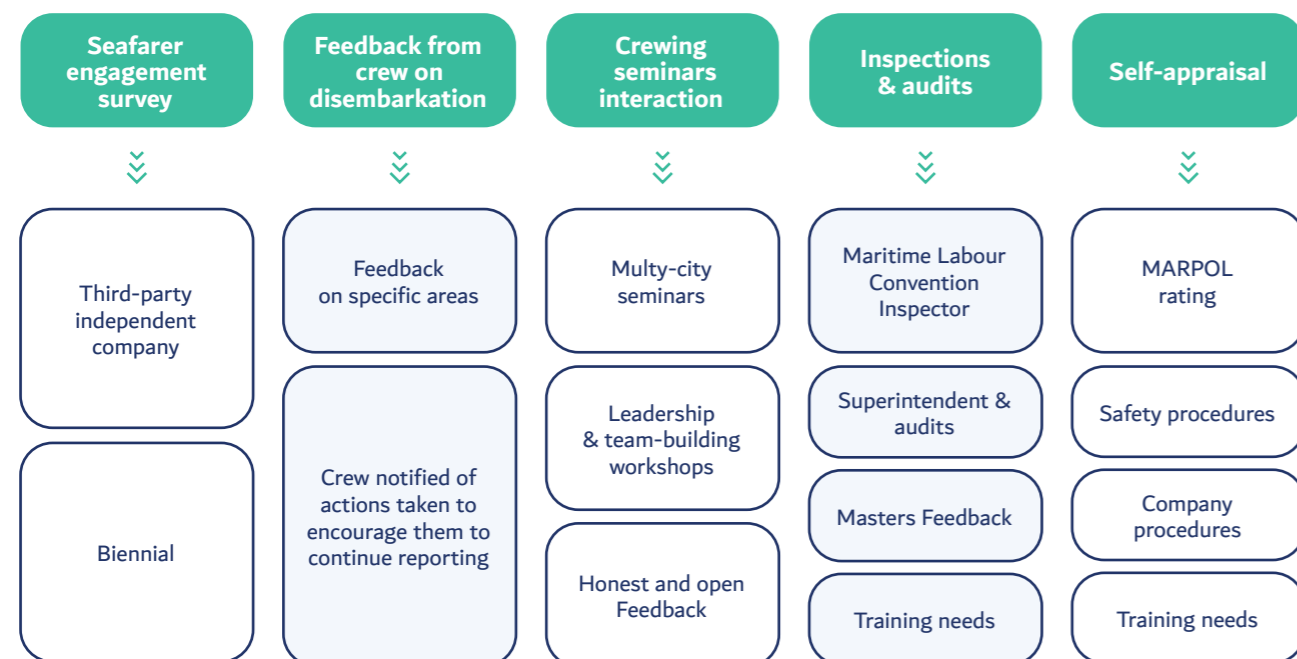 Seafarer
engagement
survey
Feedback from
crew on
disembarkation
Crewing
seminars
interaction
Inspections
& audits
Self-appraisal
Third-party
independent
company
Biennial
Feedback
on specific areas
Crew notified of
actions taken to
encourage them to
continue reporting
Multy-city
seminars
Leadership
& team-building
workshops
Honest and open
Feedback
Maritime Labour
Convention
Inspector
Superintendent &
audits
Masters Feedback
Training needs
MARPOL
rating
Safety procedures
Company
procedures
Training needs